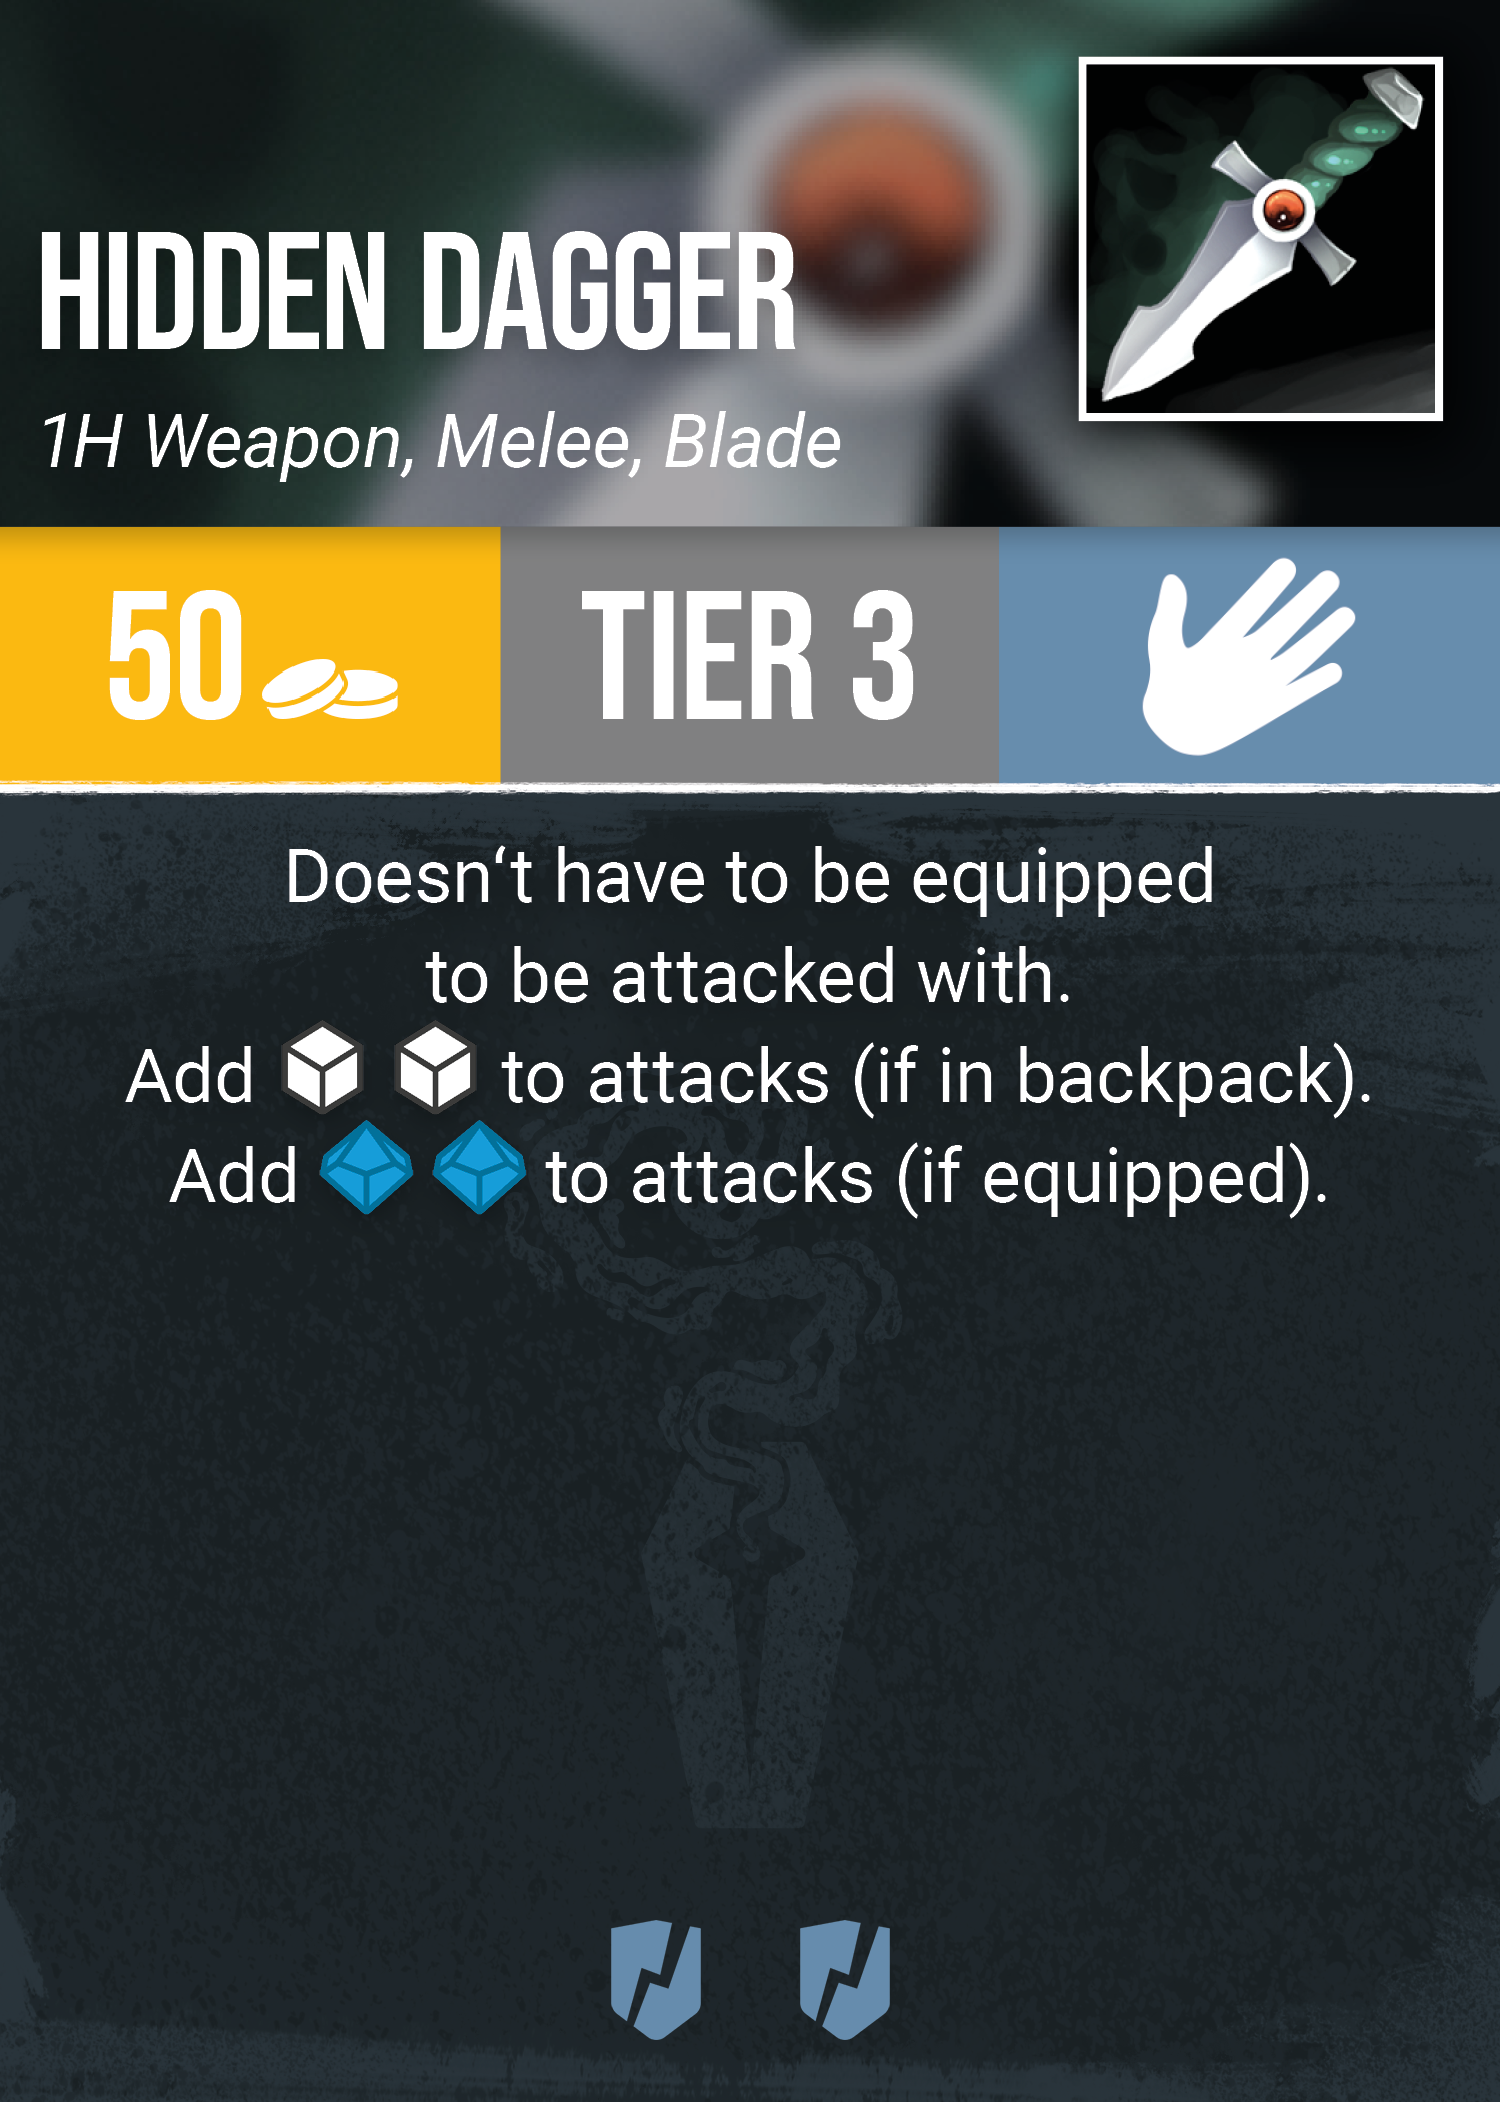 HIDDEN DAGGER
1H Weapon, Melee, Blade
50
TIER 3
Doesn‘t have to be equipped
to be attacked with.
Add to attacks (if in backpack).
Add to attacks (if equipped).